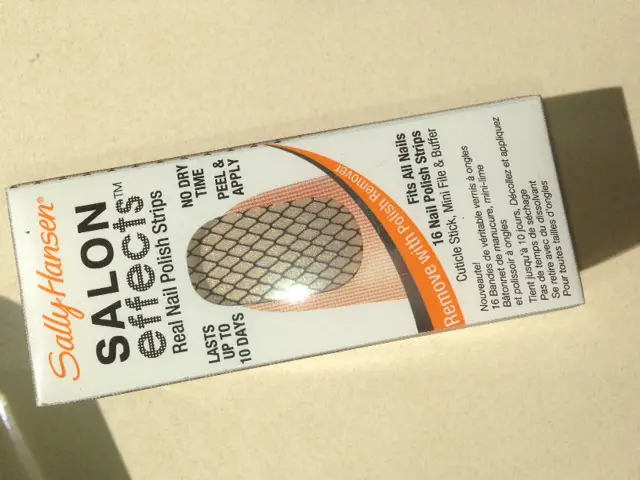 Sally Hansen®
SALON
effects™
Real Nail Polish Strips
LASTS
UP TO
10 DAYS
NO DRY
TIME
PEEL &
APPLY
Remove with Polish Remover
Fits All Nails
16 Nail Polish Strips
Cuticle Stick, Mini File & Buffer
Nouveauté!
16 Bandes de véritable vernis à ongles
Bâtonnet de manucure, mini-lime
et polissoir à ongles
Tient jusqu'à 10 jours, Décollez et appliquez
Pas de temps de séchage
Se retire avec du dissolvant
Pour toutes tailles d'ongles